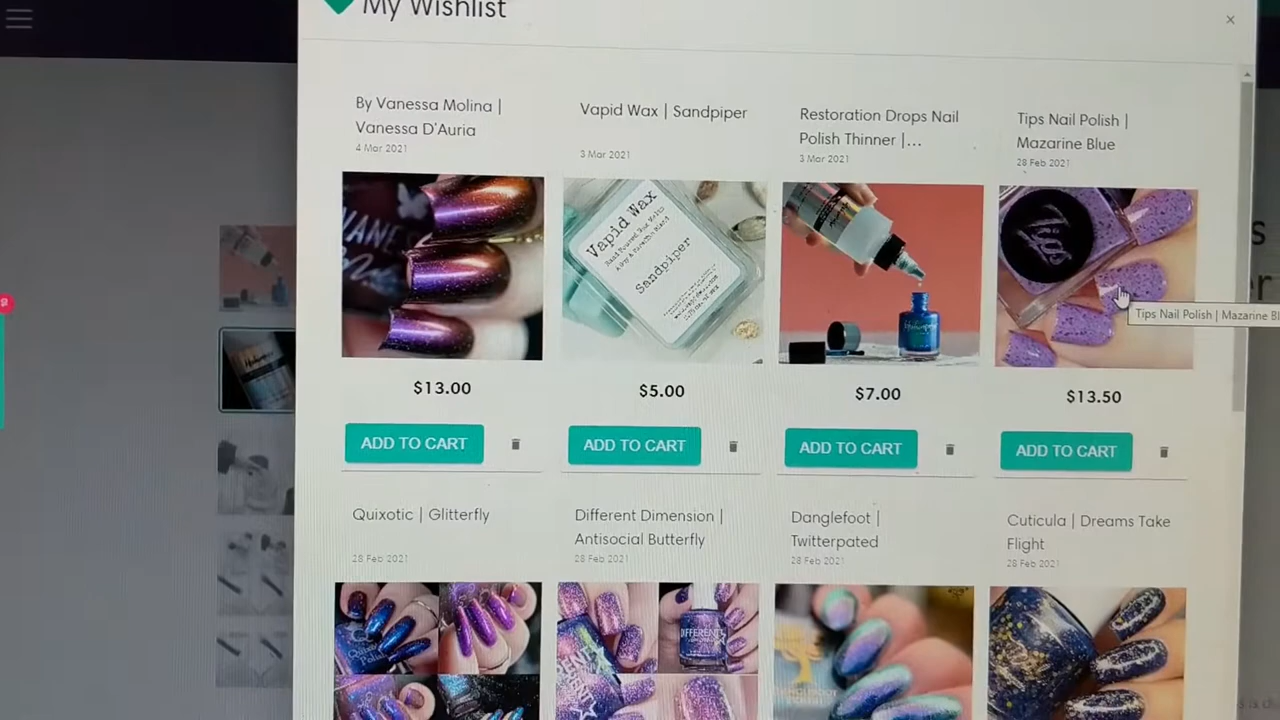 My Wishlist
By Vanessa Molina |
Vanessa D'Auria
4 Mar 2021
Vapid Wax | Sandpiper
3 Mar 2021
Restoration Drops Nail
Polish Thinner |...
3 Mar 2021
Tips Nail Polish |
Mazarine Blue
28 Feb 2021
Vapid Wax
Sandpiper
Tips
Tips Nail Polish | Mazarine Bl
$13.00
$5.00
$7.00
$13.50
ADD TO CART
ADD TO CART
ADD TO CART
ADD TO CART
Quixotic | Glitterfly
28 Feb 2021
Different Dimension |
Antisocial Butterfly
28 Feb 2021
Danglefoot |
Twitterpated
28 Feb 2021
Cuticula | Dreams Take
Flight
28 Feb 2021